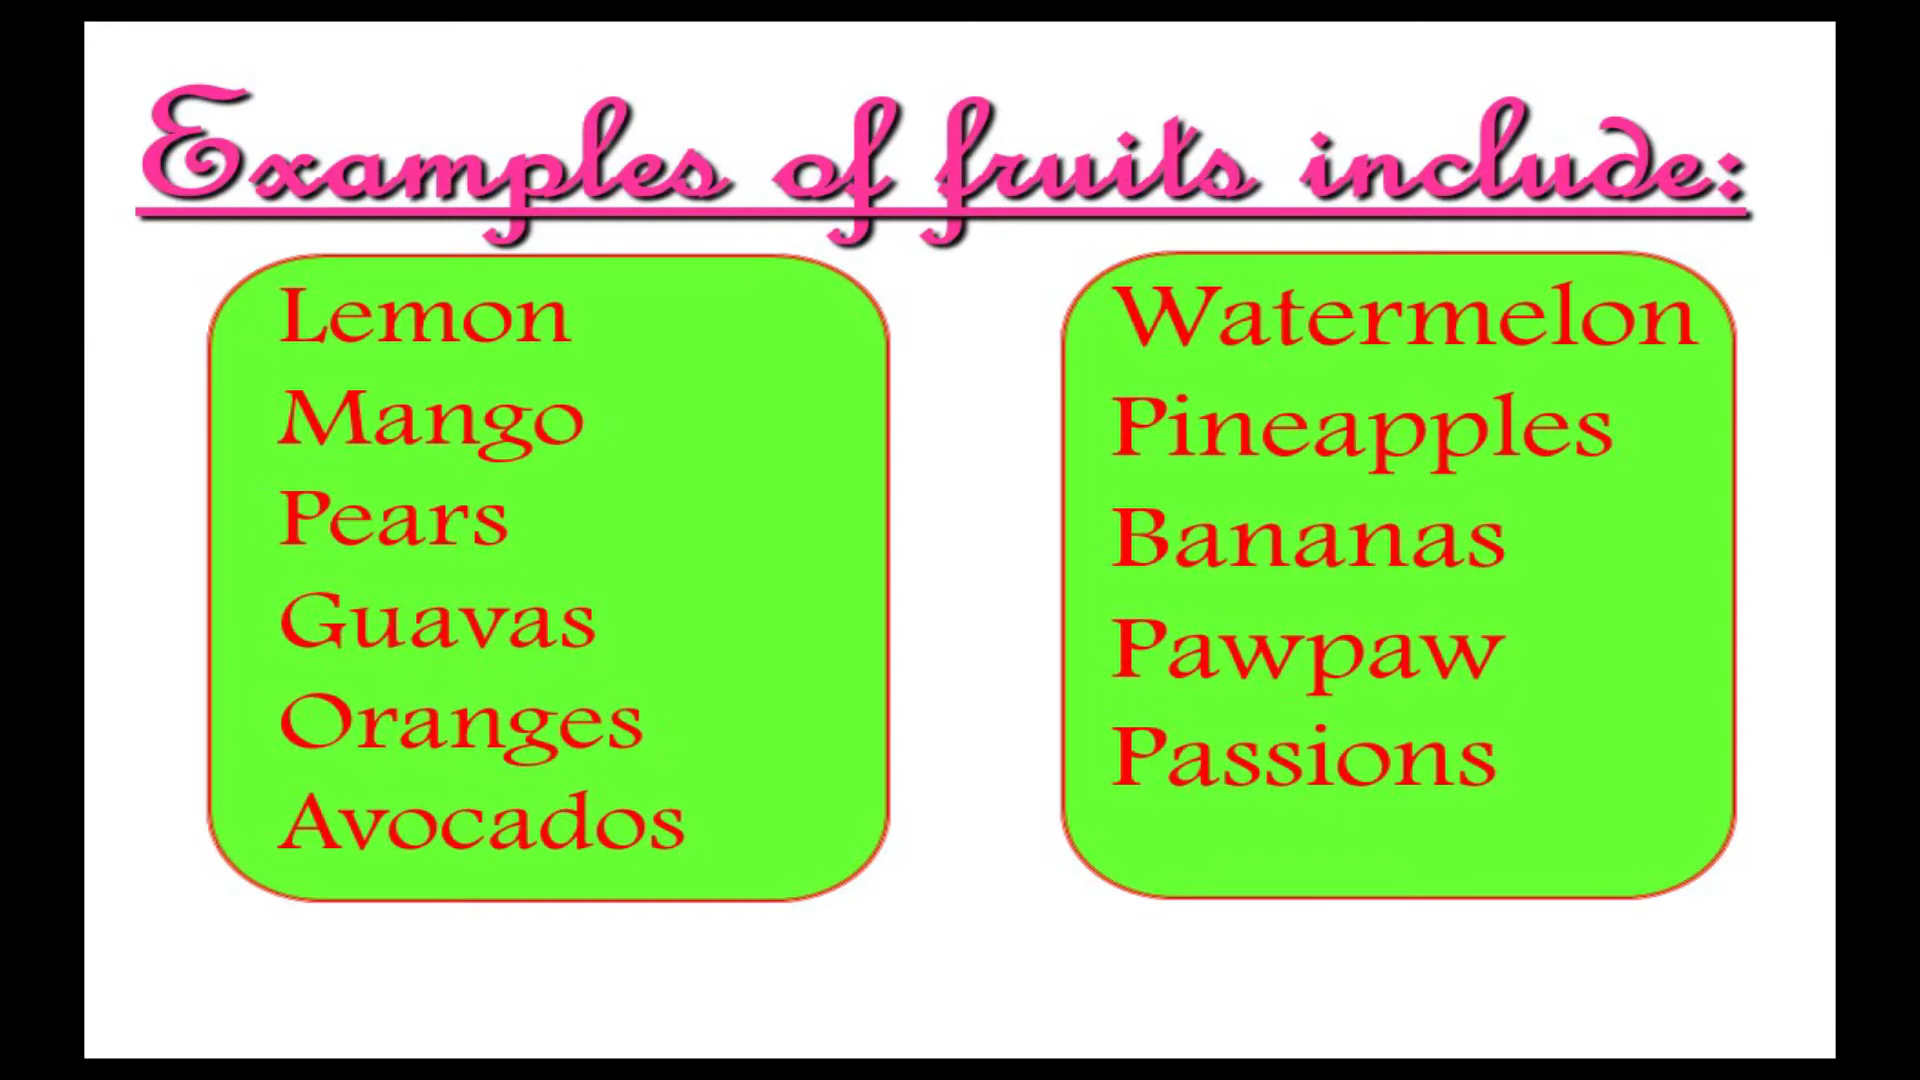 Examples of fruits include:
Lemon
Mango
Pears
Guavas
Oranges
Avocados
Watermelon
Pineapples
Bananas
Pawpaw
Passions